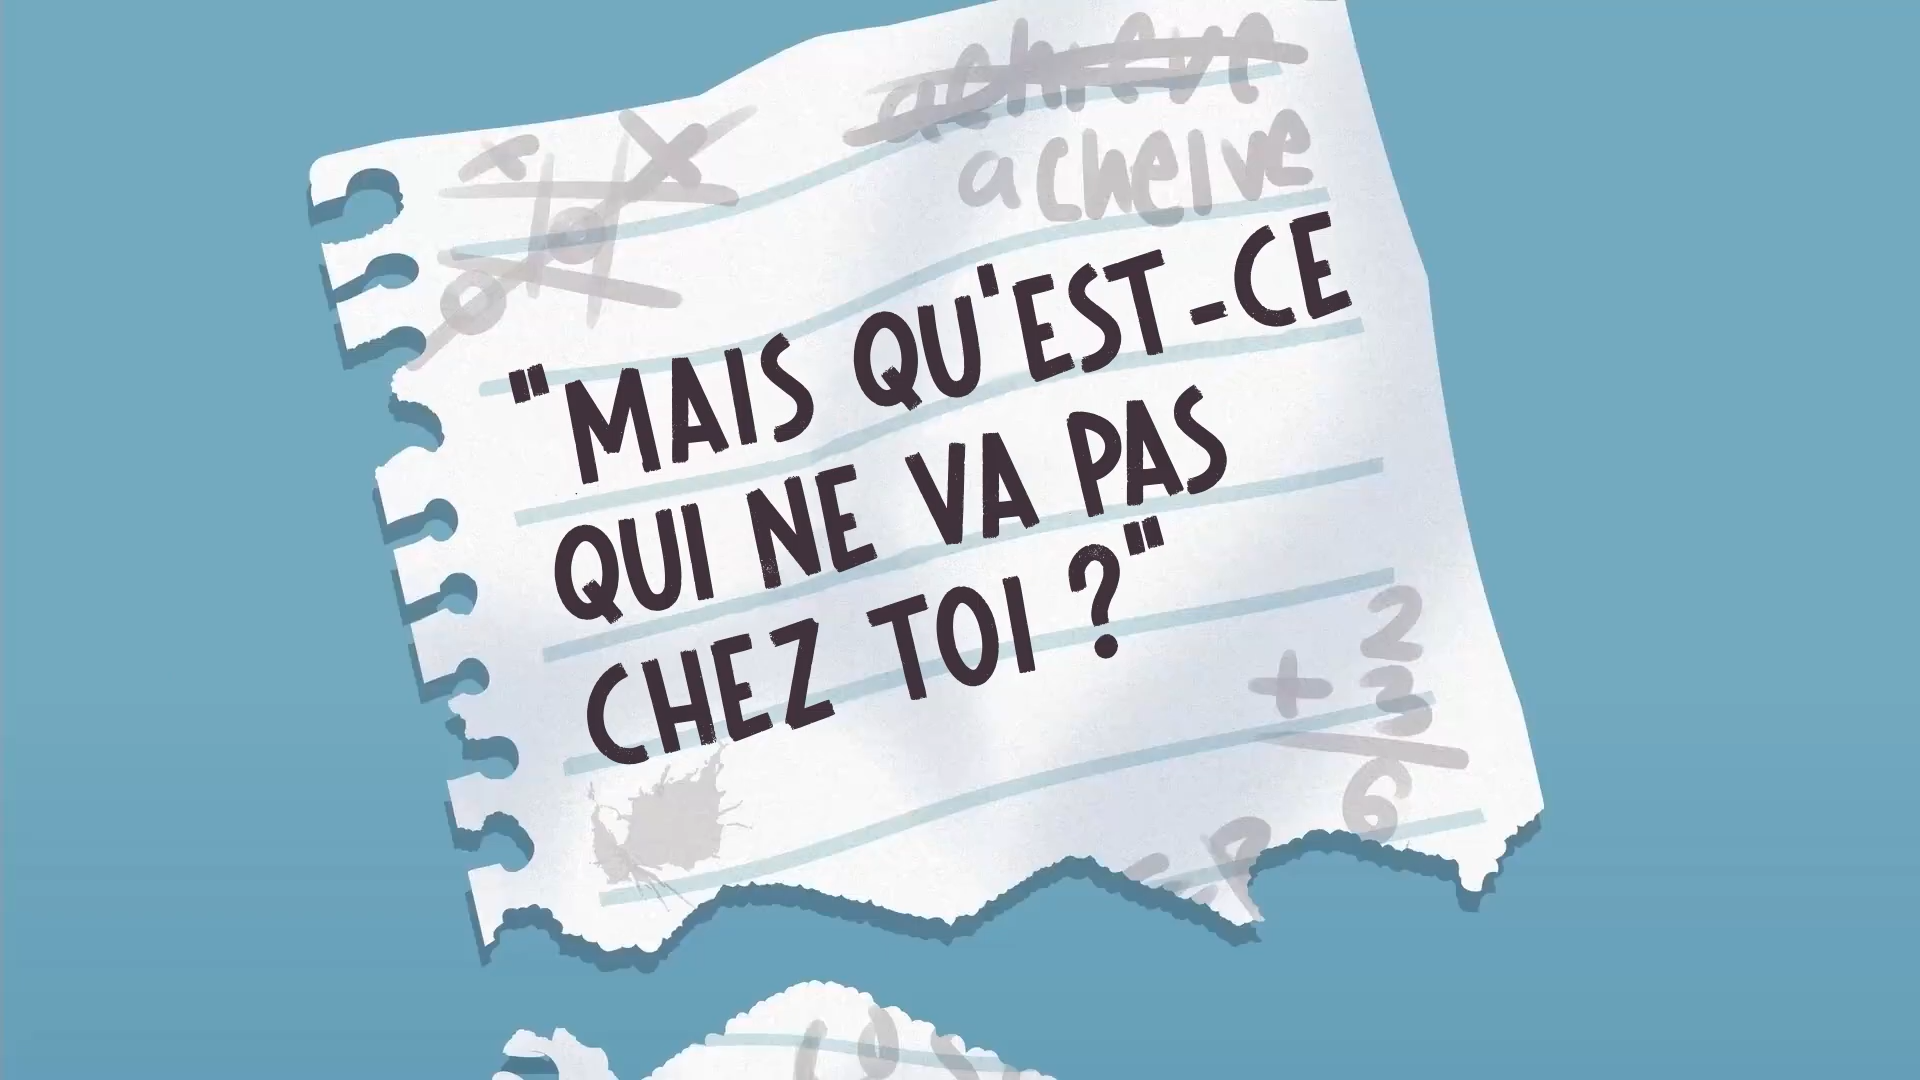 achieve
acheive
"MAIS QU'EST-CE
QUI NE VA PAS
CHEZ TOI ?"
2
+ 3
6